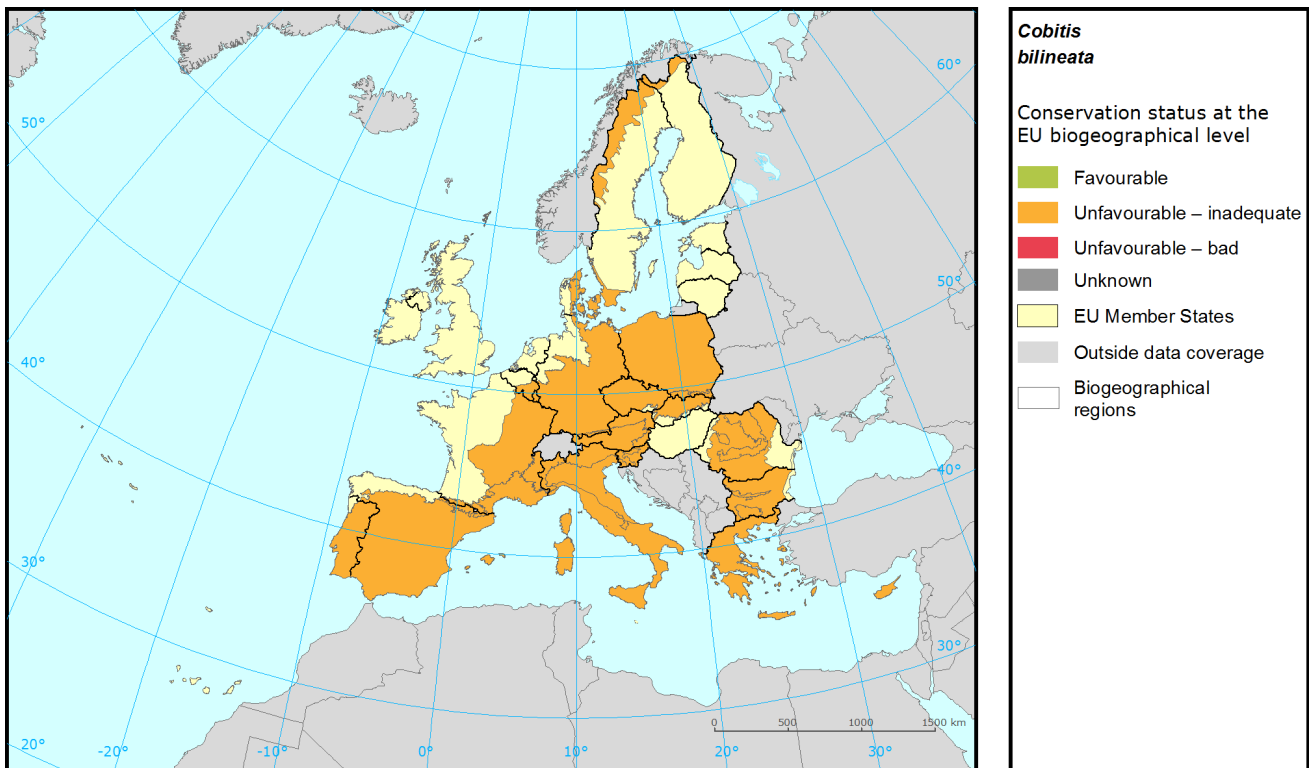 Cobitis
bilineata
Conservation status at the
EU biogeographical level
Favourable
Unfavourable – inadequate
Unfavourable – bad
Unknown
EU Member States
Outside data coverage
Biogeographical
regions
60°
50°
50°
40°
40°
30°
30°
20°
-20°
-10°
0°
10°
20°
30°
0 500 1000 1500 km